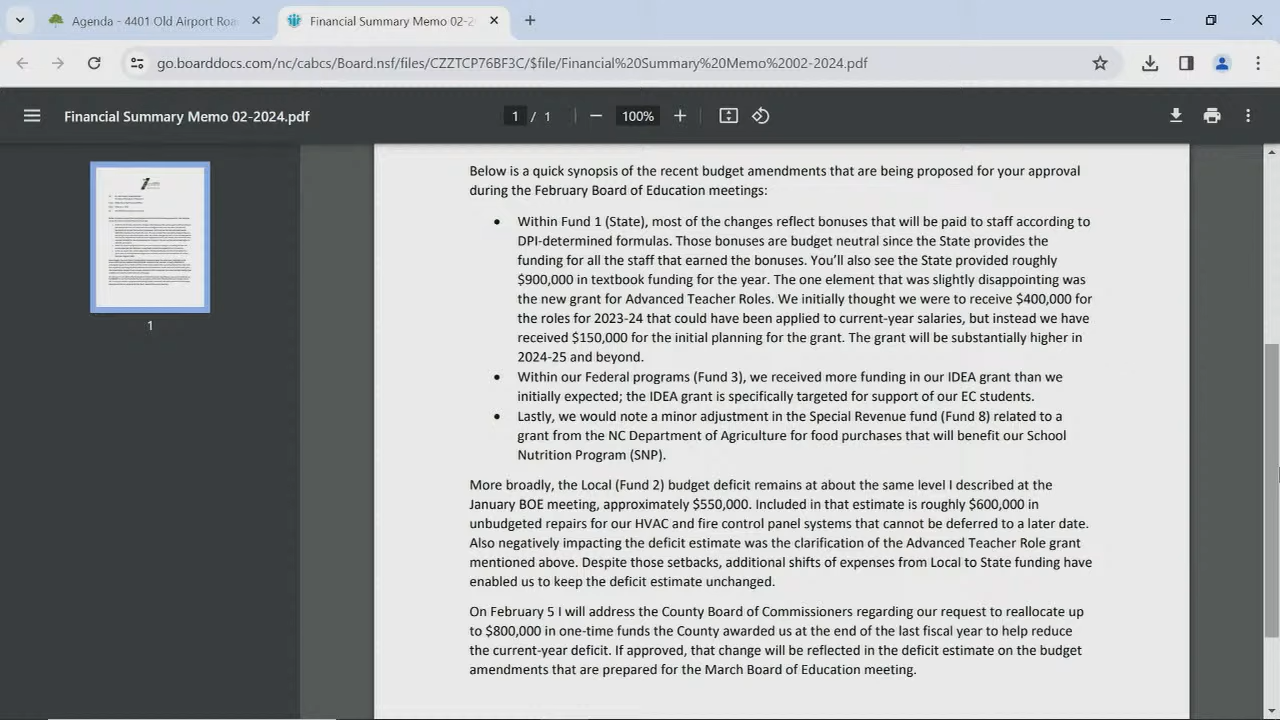 Agenda - 4401 Old Airport Roa
Financial Summary Memo 02-2
go.boarddocs.com/nc/cabcs/Board.nsf/files/CZZTCP76BF3C/$file/Financial%20Summary%20Memo%2002-2024.pdf
Financial Summary Memo 02-2024.pdf
1 / 1
100%
1
Below is a quick synopsis of the recent budget amendments that are being proposed for your approval
during the February Board of Education meetings:
• Within Fund 1 (State), most of the changes reflect bonuses that will be paid to staff according to
DPI-determined formulas. Those bonuses are budget neutral since the State provides the
funding for all the staff that earned the bonuses. You'll also see the State provided roughly
$900,000 in textbook funding for the year. The one element that was slightly disappointing was
the new grant for Advanced Teacher Roles. We initially thought we were to receive $400,000 for
the roles for 2023-24 that could have been applied to current-year salaries, but instead we have
received $150,000 for the initial planning for the grant. The grant will be substantially higher in
2024-25 and beyond.
• Within our Federal programs (Fund 3), we received more funding in our IDEA grant than we
initially expected; the IDEA grant is specifically targeted for support of our EC students.
• Lastly, we would note a minor adjustment in the Special Revenue fund (Fund 8) related to a
grant from the NC Department of Agriculture for food purchases that will benefit our School
Nutrition Program (SNP).
More broadly, the Local (Fund 2) budget deficit remains at about the same level I described at the
January BOE meeting, approximately $550,000. Included in that estimate is roughly $600,000 in
unbudgeted repairs for our HVAC and fire control panel systems that cannot be deferred to a later date.
Also negatively impacting the deficit estimate was the clarification of the Advanced Teacher Role grant
mentioned above. Despite those setbacks, additional shifts of expenses from Local to State funding have
enabled us to keep the deficit estimate unchanged.
On February 5 I will address the County Board of Commissioners regarding our request to reallocate up
to $800,000 in one-time funds the County awarded us at the end of the last fiscal year to help reduce
the current-year deficit. If approved, that change will be reflected in the deficit estimate on the budget
amendments that are prepared for the March Board of Education meeting.